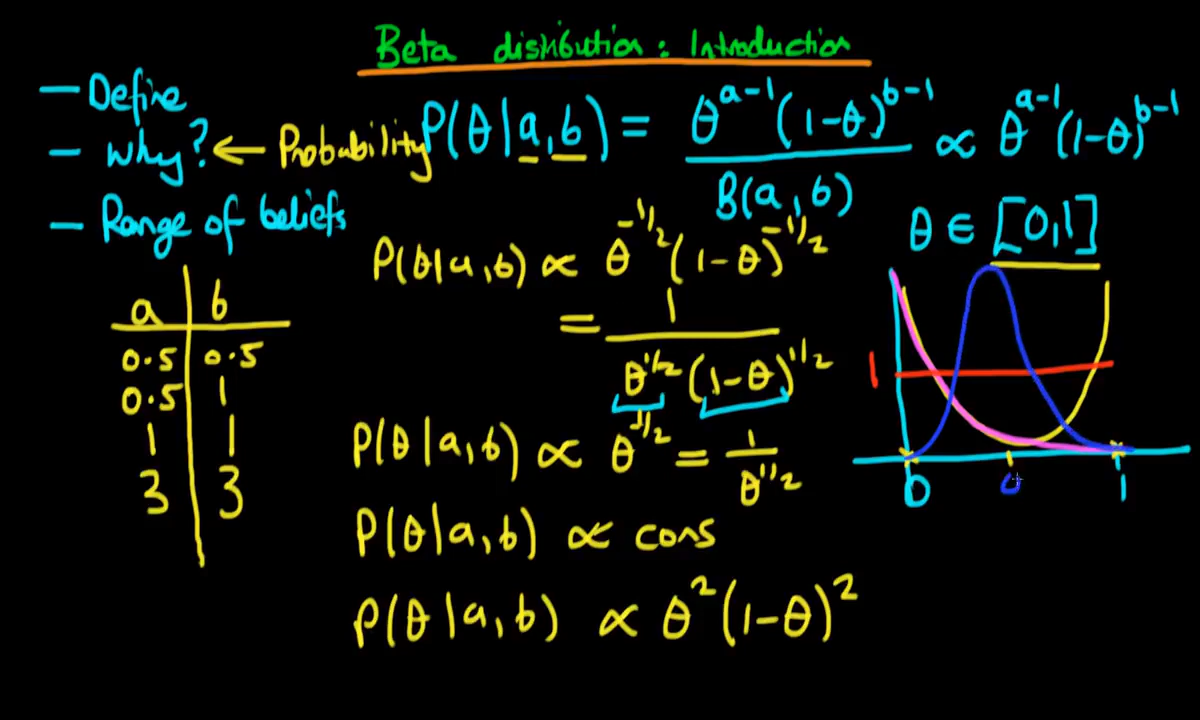 Beta distribution : Introduction
— Define
— Why? ← Probability
— Range of beliefs
P(θ|a,b) = θ^{a-1}(1-θ)^{b-1} / B(a,b) ∝ θ^{a-1}(1-θ)^{b-1}
θ ∈ [0,1]
P(θ|a,b) ∝ θ^{-1/2}(1-θ)^{-1/2}
= 1 / θ^{1/2}(1-θ)^{1/2}
P(θ|a,b) ∝ θ^{-1/2} = 1 / θ^{1/2}
P(θ|a,b) ∝ cons
P(θ|a,b) ∝ θ^2(1-θ)^2
a b
0.5 0.5
0.5 1
1 1
3 3
1
0 0 1